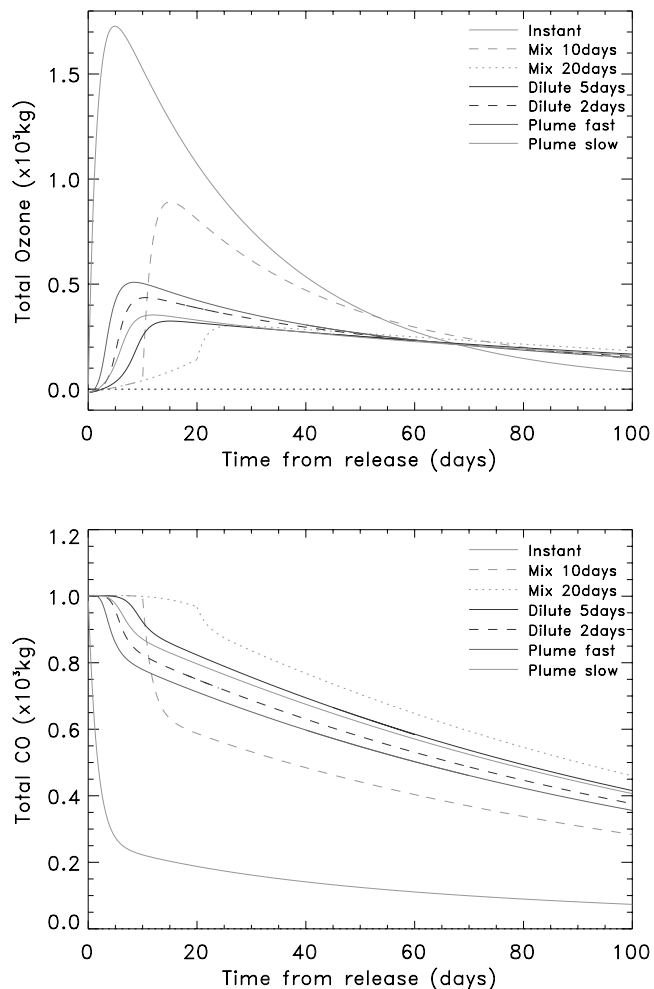 Total Ozone (x10³kg)
1.5
1.0
0.5
0.0
Instant
Mix 10days
Mix 20days
Dilute 5days
Dilute 2days
Plume fast
Plume slow
0 20 40 60 80 100
Time from release (days)
Total CO (x10³kg)
1.2
1.0
0.8
0.6
0.4
0.2
0.0
Instant
Mix 10days
Mix 20days
Dilute 5days
Dilute 2days
Plume fast
Plume slow
0 20 40 60 80 100
Time from release (days)